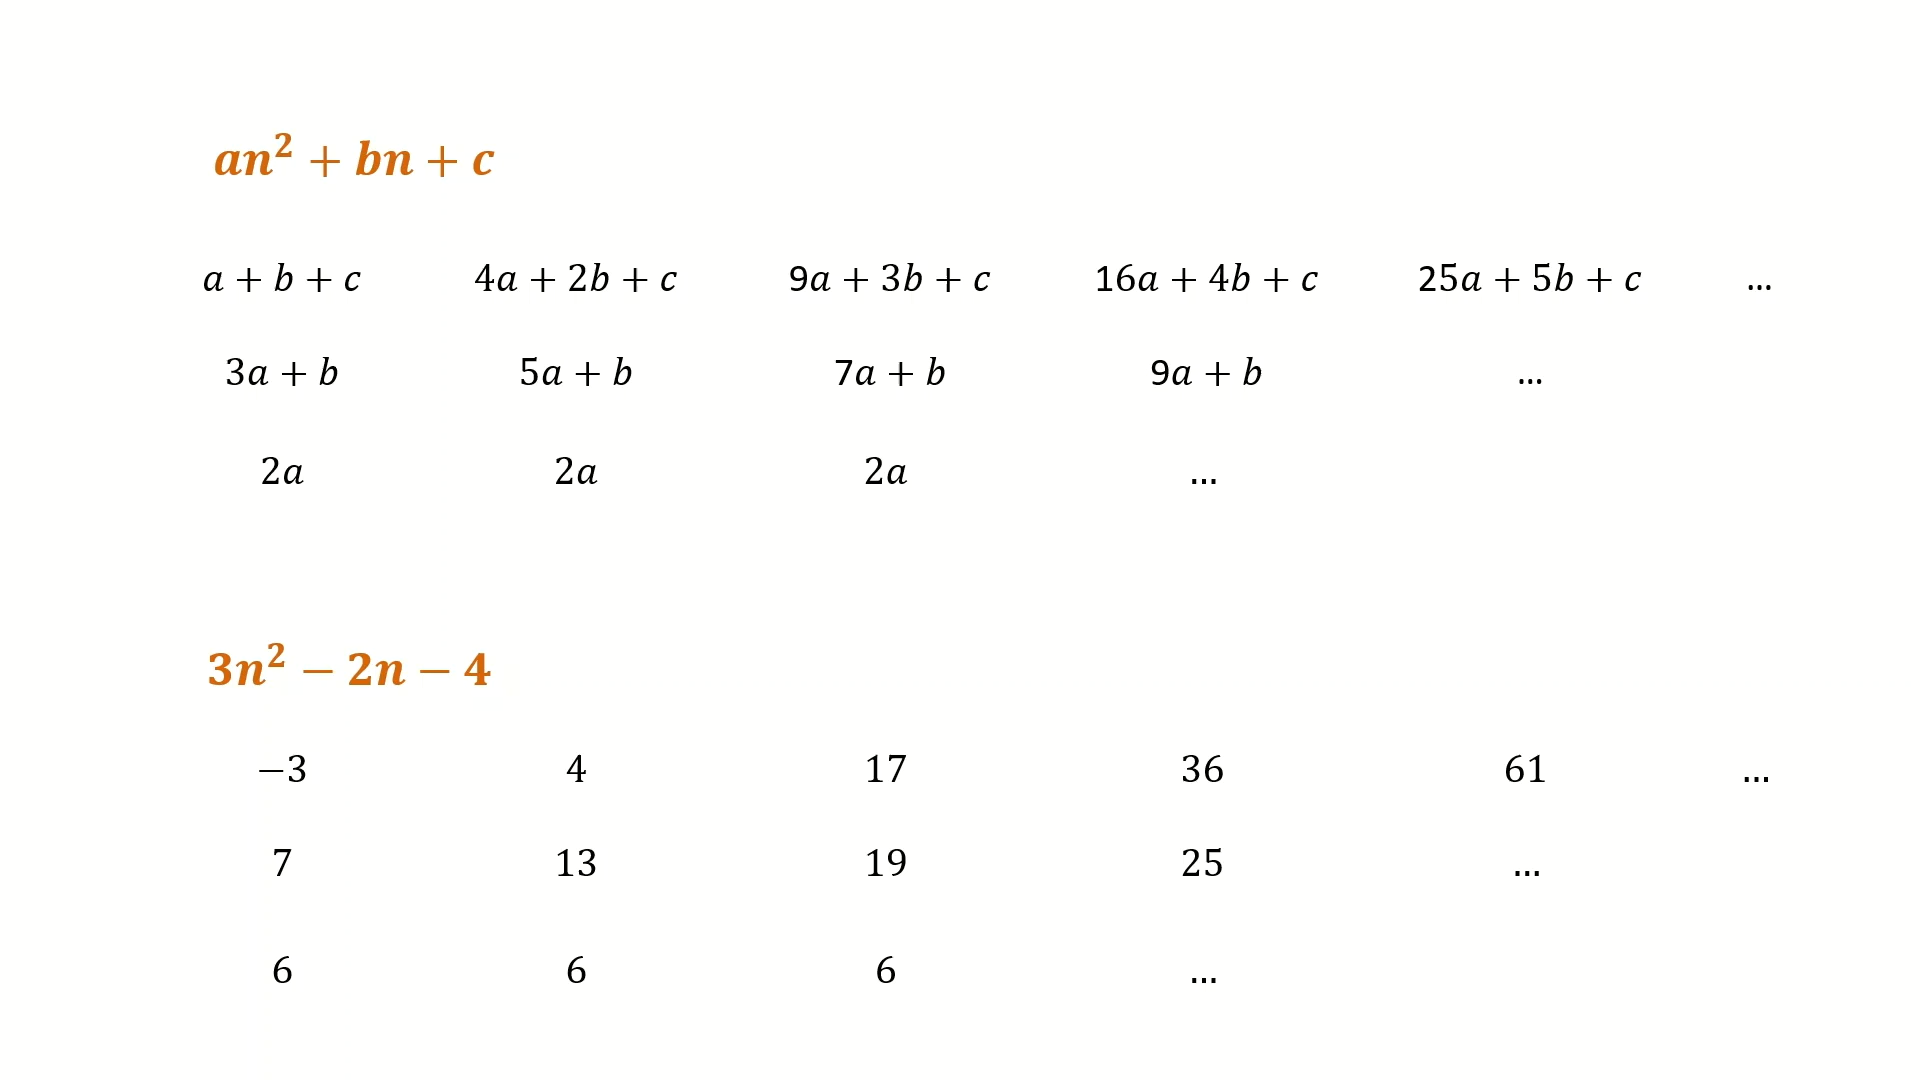 an² + bn + c
a + b + c 4a + 2b + c 9a + 3b + c 16a + 4b + c 25a + 5b + c ...
3a + b 5a + b 7a + b 9a + b ...
2a 2a 2a ...
3n² − 2n − 4
−3 4 17 36 61 ...
7 13 19 25 ...
6 6 6 ...